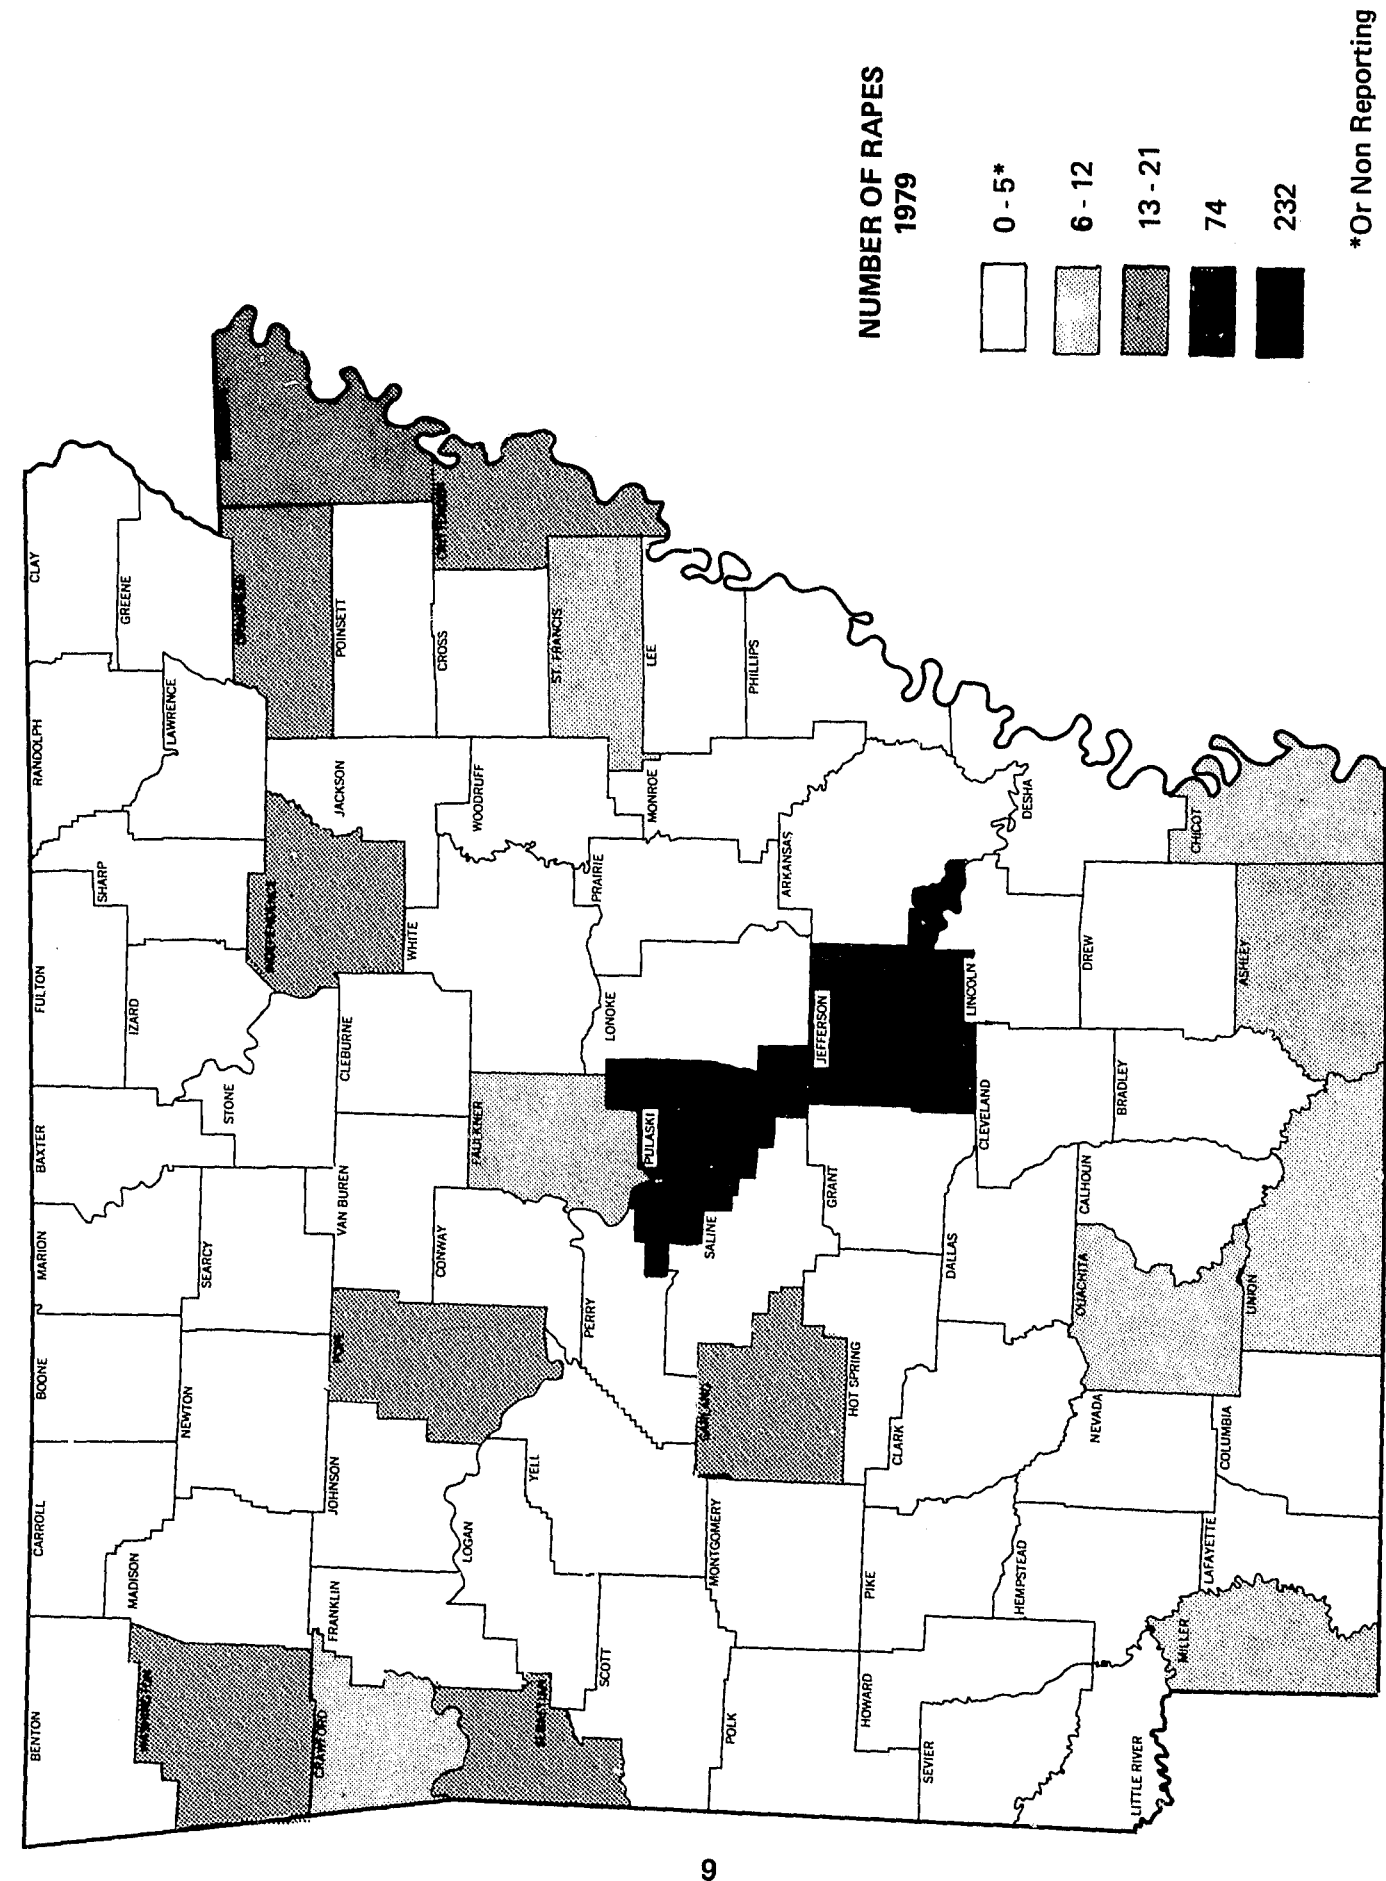 NUMBER OF RAPES
1979
0 - 5*
6 - 12
13 - 21
74
232
*Or Non Reporting
BENTON
CARROLL
BOONE
MARION
BAXTER
FULTON
RANDOLPH
CLAY
GREENE
SHARP
IZARD
LAWRENCE
MADISON
WASHINGTON
NEWTON
SEARCY
STONE
INDEPENDENCE
CRAIGHEAD
CRAWFORD
FRANKLIN
JOHNSON
POPE
VAN BUREN
CLEBURNE
JACKSON
POINSETT
WHITE
CONWAY
CROSS
CRITTENDEN
LOGAN
FAULKNER
WOODRUFF
ST. FRANCIS
SEBASTIAN
YELL
PERRY
LONOKE
PRAIRIE
SCOTT
PULASKI
MONROE
LEE
GARLAND
SALINE
MONTGOMERY
POLK
PHILLIPS
ARKANSAS
JEFFERSON
GRANT
HOT SPRING
PIKE
HOWARD
CLARK
SEVIER
DALLAS
LINCOLN
CLEVELAND
DESHA
HEMPSTEAD
NEVADA
OUACHITA
CALHOUN
DREW
BRADLEY
LITTLE RIVER
MILLER
LAFAYETTE
COLUMBIA
UNION
ASHLEY
CHICOT
9